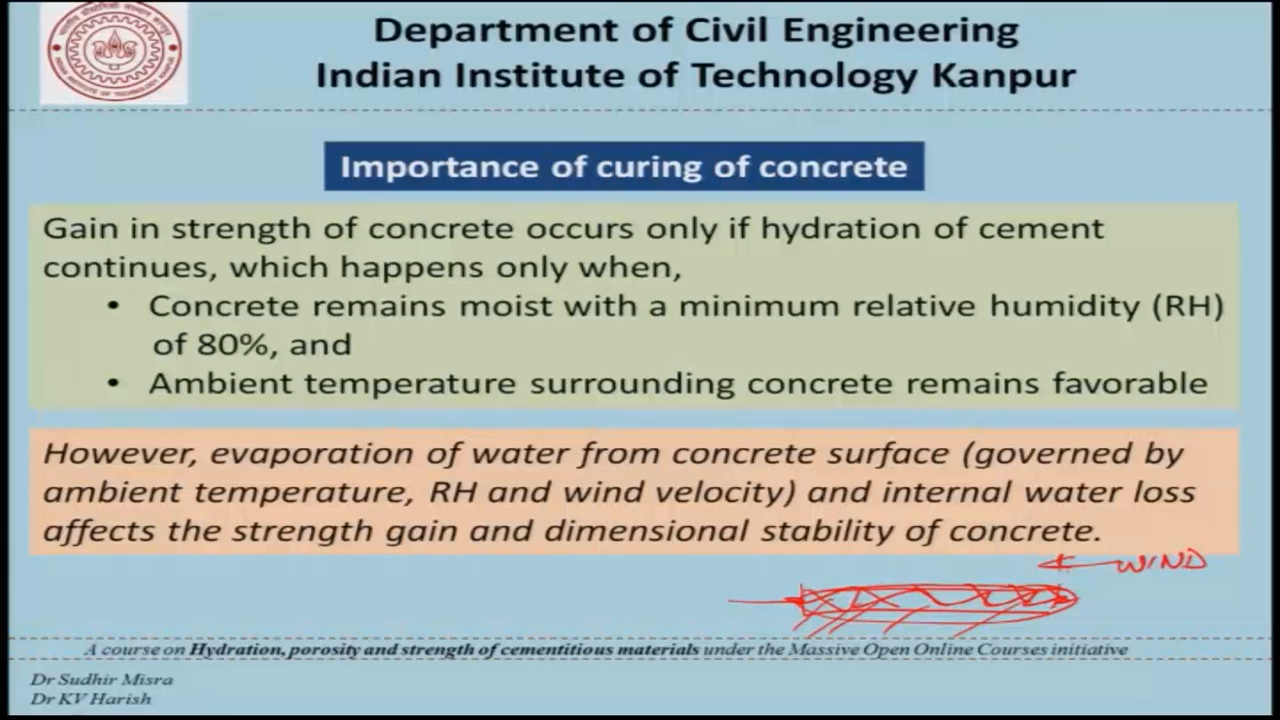 Department of Civil Engineering
Indian Institute of Technology Kanpur
Importance of curing of concrete
Gain in strength of concrete occurs only if hydration of cement
continues, which happens only when,
• Concrete remains moist with a minimum relative humidity (RH)
of 80%, and
• Ambient temperature surrounding concrete remains favorable
However, evaporation of water from concrete surface (governed by
ambient temperature, RH and wind velocity) and internal water loss
affects the strength gain and dimensional stability of concrete.
WIND
A course on Hydration, porosity and strength of cementitious materials under the Massive Open Online Courses initiative
Dr Sudhir Misra
Dr KV Harish